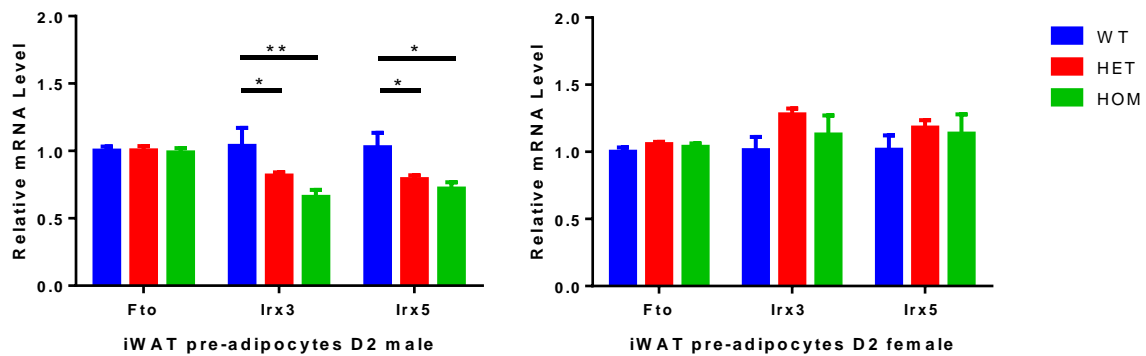 2.0
1.5
1.0
0.5
0.0
Relative mRNA Level
**
*
*
*
Fto Irx3 Irx5
iWAT pre-adipocytes D2 male
2.0
1.5
1.0
0.5
0.0
Relative mRNA Level
Fto Irx3 Irx5
iWAT pre-adipocytes D2 female
WT
HET
HOM